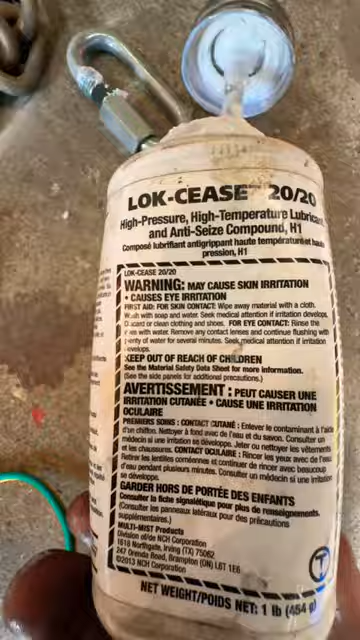 LOK-CEASE™ 20/20
High-Pressure, High-Temperature Lubricant
and Anti-Seize Compound, H1
Composé lubrifiant antigrippant haute température et haute
pression, H1
LOK-CEASE 20/20
WARNING: MAY CAUSE SKIN IRRITATION
• CAUSES EYE IRRITATION
FIRST AID: FOR SKIN CONTACT: Wipe away material with a cloth.
Wash with soap and water. Seek medical attention if irritation develops.
Discard or clean clothing and shoes. FOR EYE CONTACT: Rinse the
eyes with water. Remove any contact lenses and continue flushing with
plenty of water for several minutes. Seek medical attention if irritation
develops.
KEEP OUT OF REACH OF CHILDREN
See the Material Safety Data Sheet for more information.
(See the side panels for additional precautions.)
AVERTISSEMENT : PEUT CAUSER UNE
IRRITATION CUTANÉE • CAUSE UNE IRRITATION
OCULAIRE
PREMIERS SOINS : CONTACT CUTANÉ : Enlever le contaminant à l'aide
d'un chiffon. Nettoyer à fond avec de l'eau et du savon. Consulter un
médecin si une irritation se développe. Jeter ou nettoyer les vêtements
et les chaussures. CONTACT OCULAIRE : Rincer les yeux avec de l'eau.
Retirer les lentilles cornéennes et continuer de rincer avec beaucoup
d'eau pendant plusieurs minutes. Consulter un médecin si une irritation
se développe.
GARDER HORS DE PORTÉE DES ENFANTS
Consulter la fiche signalétique pour plus de renseignements.
(Consulter les panneaux latéraux pour des précautions
supplémentaires.)
MULTI-MIST Products
Division of/de NCH Corporation
1618 Northgate, Irving (TX) 75062
247 Orenda Road, Brampton (ON) L6T 1E6
©2013 NCH Corporation
T
NET WEIGHT/POIDS NET: 1 lb (454 g)